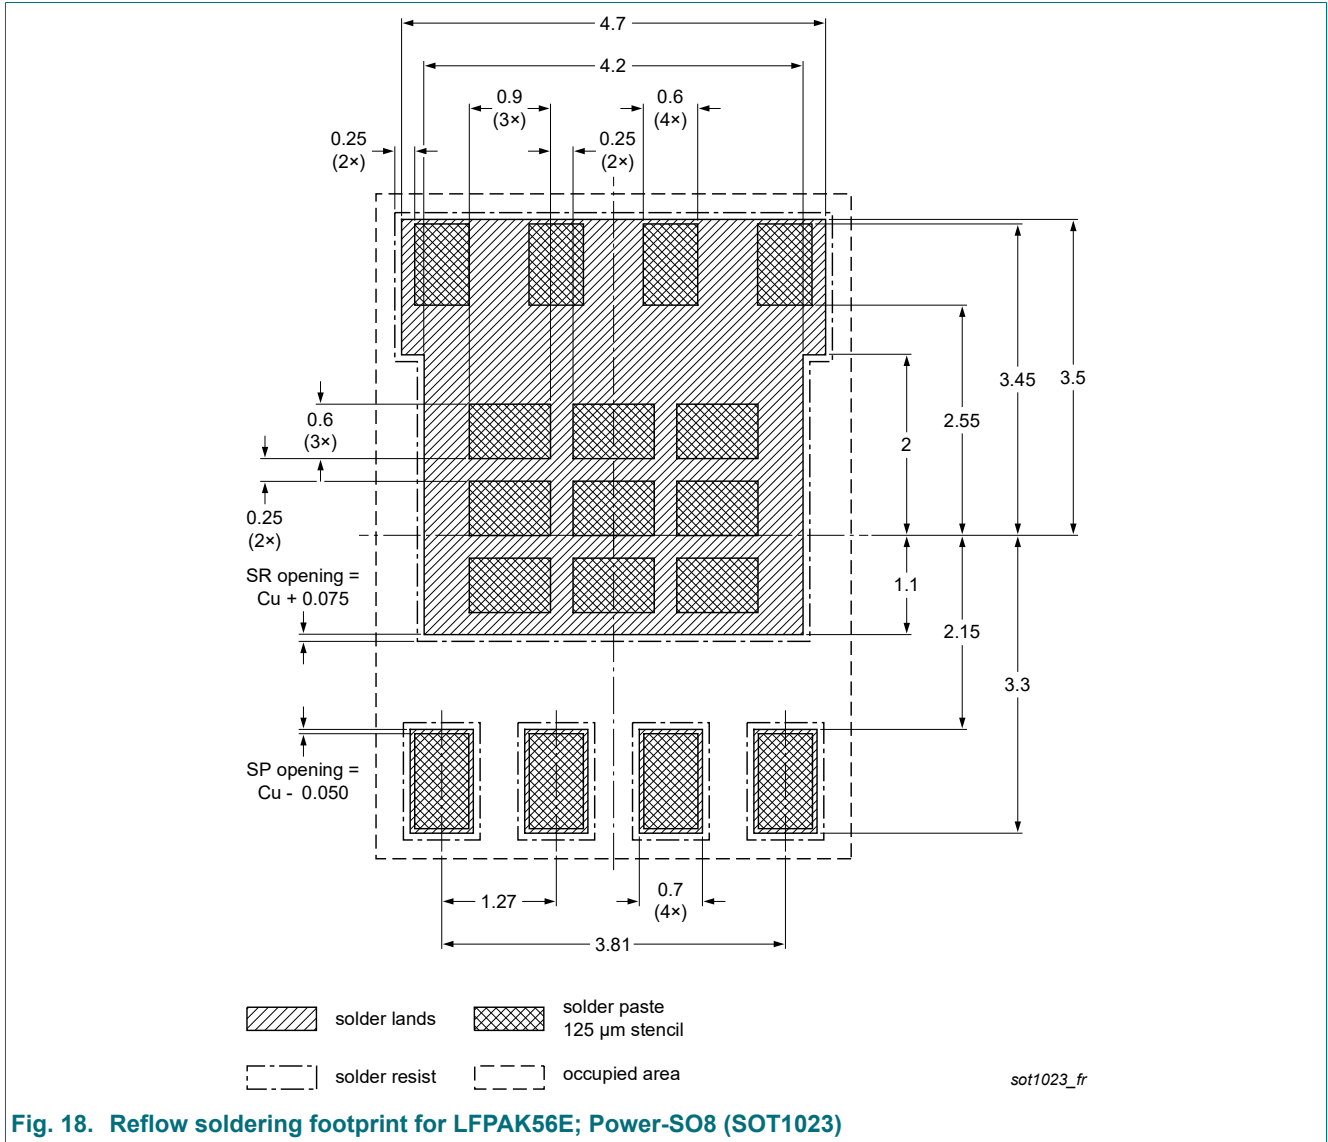 4.7
4.2
0.9
(3×)
0.6
(4×)
0.25
(2×)
0.25
(2×)
3.45
3.5
2.55
2
0.6
(3×)
0.25
(2×)
SR opening =
Cu + 0.075
1.1
2.15
3.3
SP opening =
Cu - 0.050
1.27
0.7
(4×)
3.81
solder lands
solder paste
125 µm stencil
solder resist
occupied area
sot1023_fr
Fig. 18. Reflow soldering footprint for LFPAK56E; Power-SO8 (SOT1023)